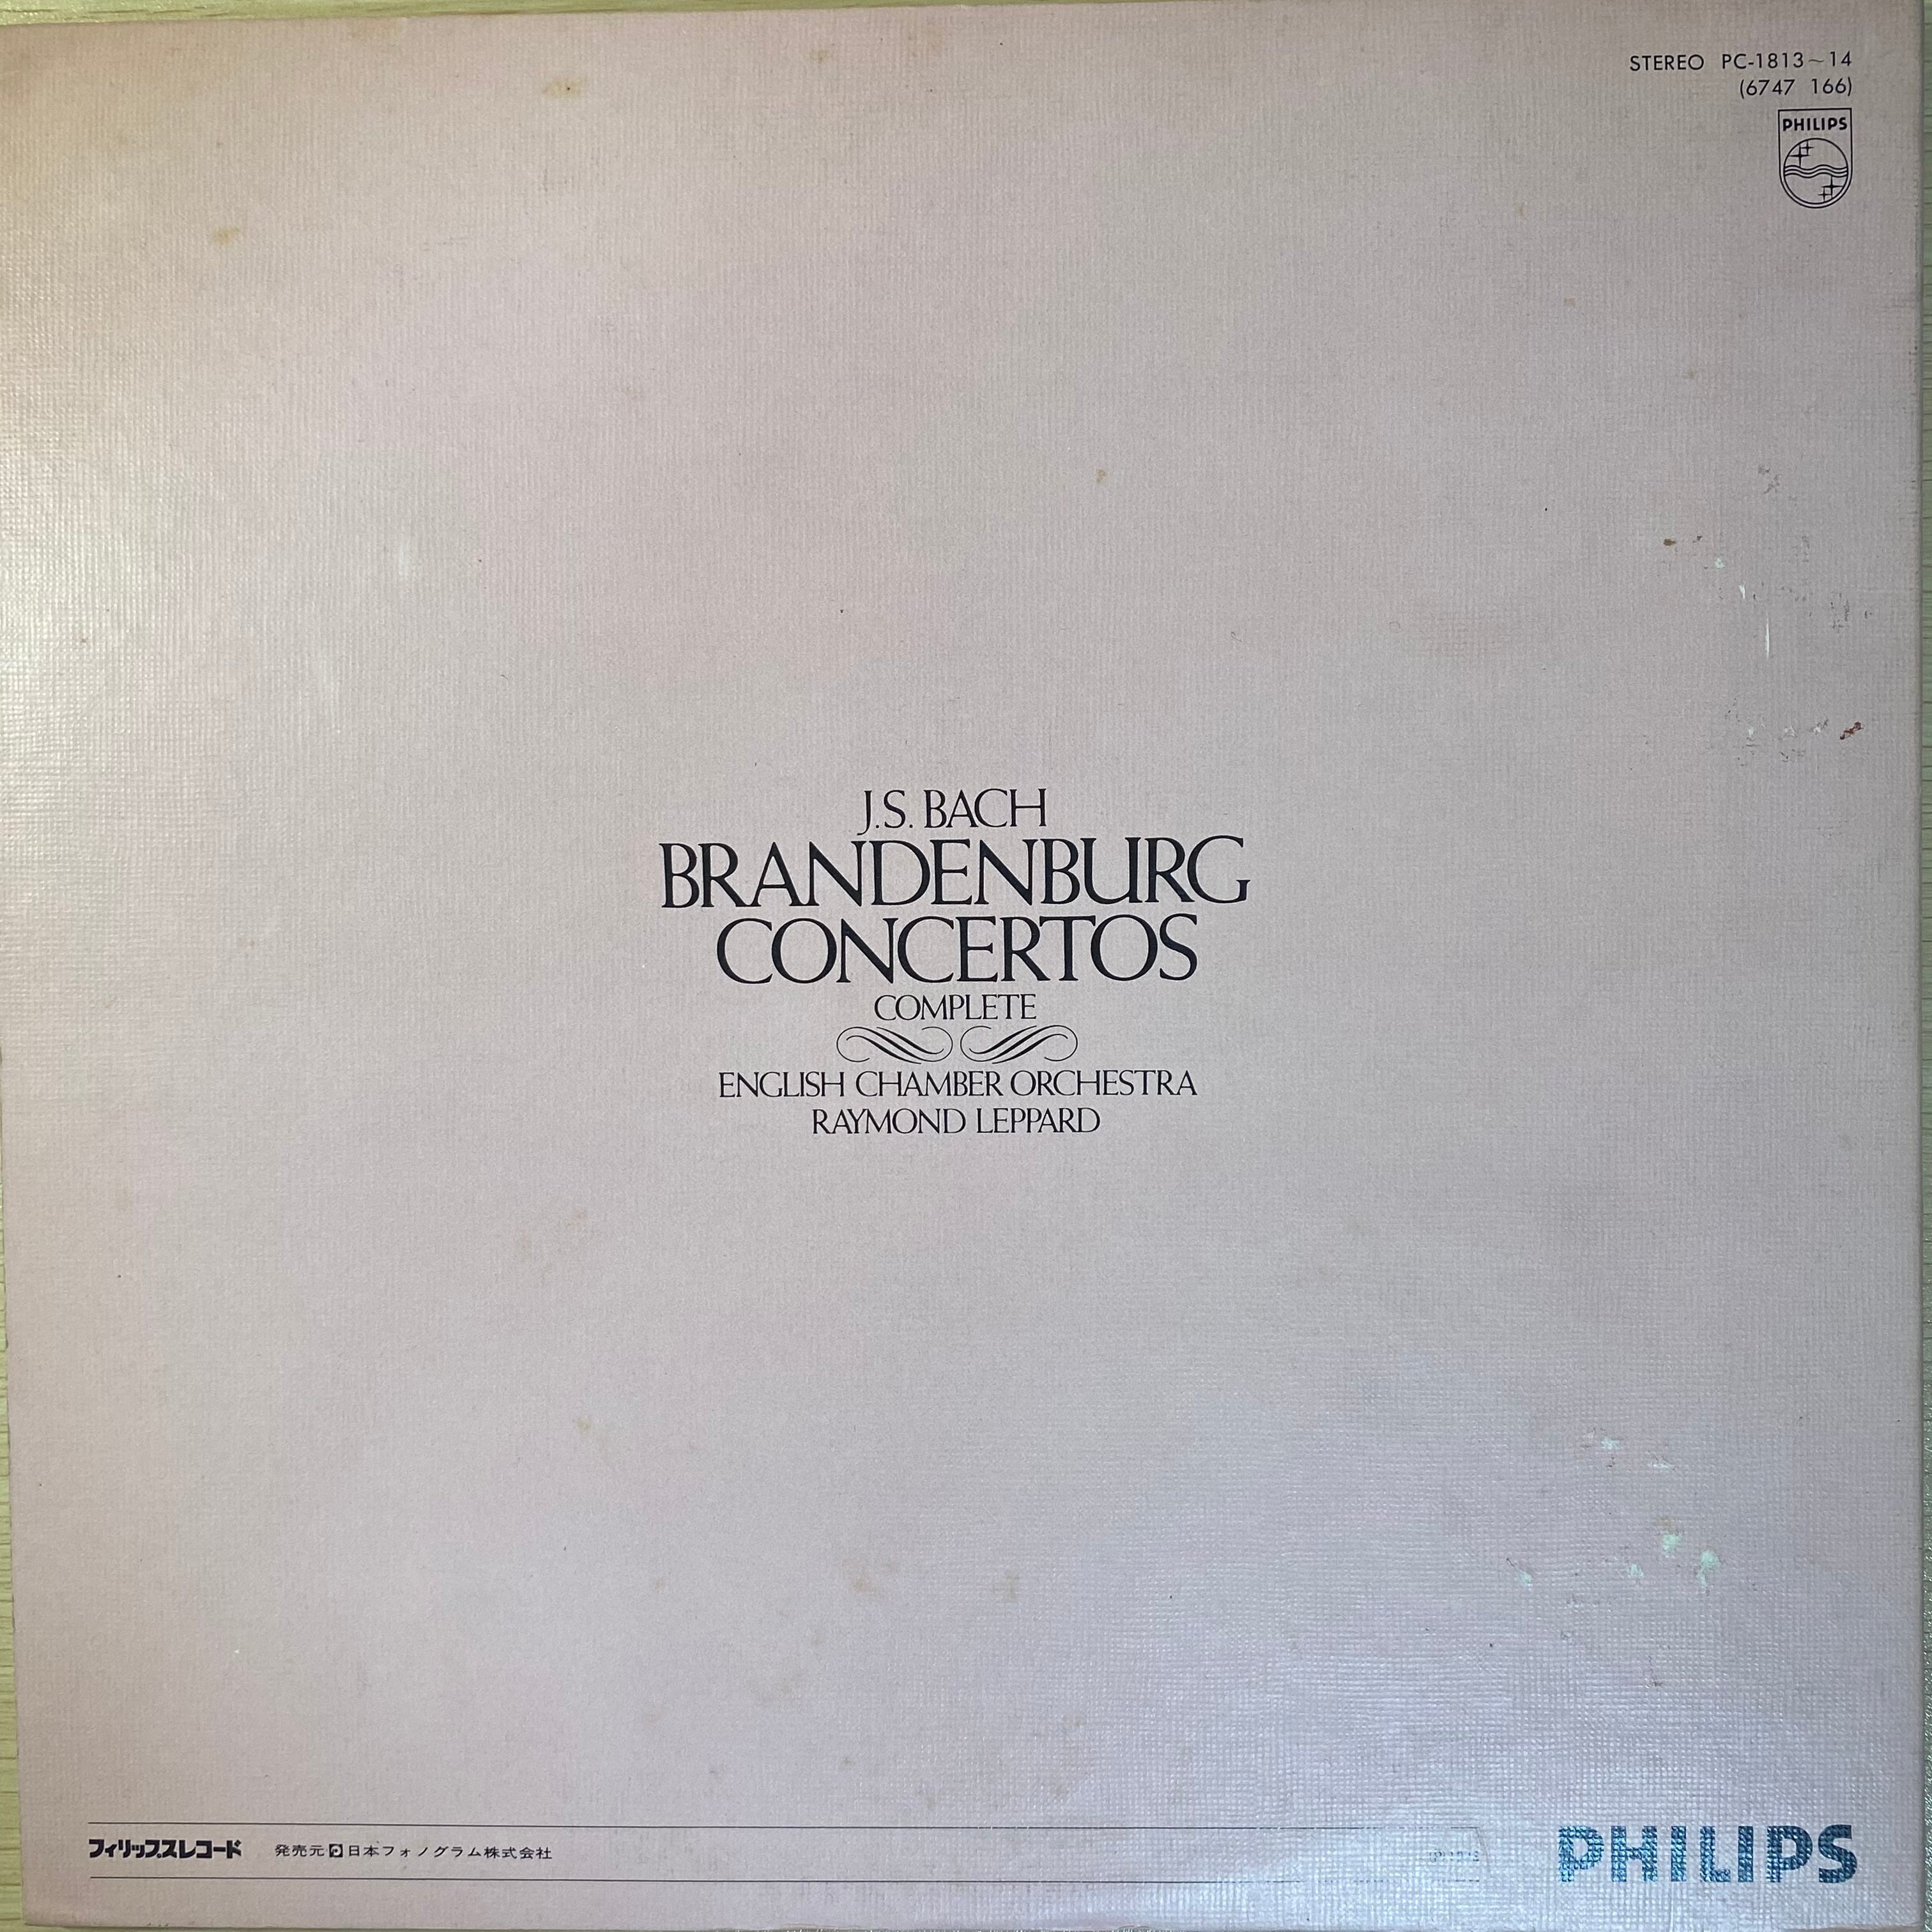 STEREO PC-1813~14
(6747 166)
PHILIPS
J.S. BACH
BRANDENBURG
CONCERTOS
COMPLETE
ENGLISH CHAMBER ORCHESTRA
RAYMOND LEPPARD
フィリップスレコード 発売元 P 日本フォノグラム株式会社
PHILIPS